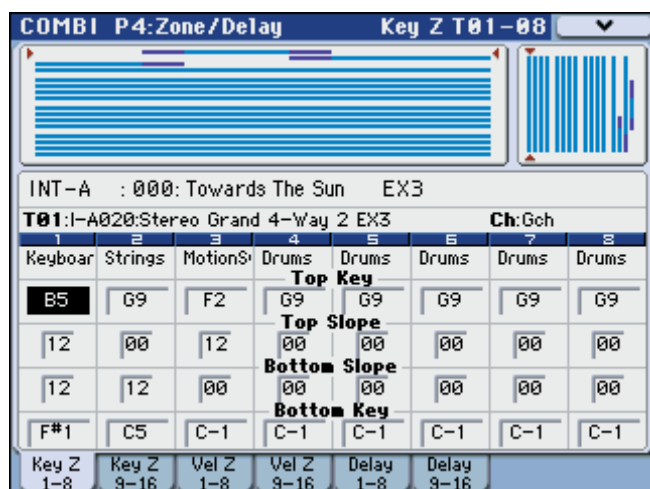 COMBI P4:Zone/Delay Key Z T01-08
INT-A :000:Towards The Sun EX3
T01:I-A020:Stereo Grand 4-Way 2 EX3 Ch:Gch
1 2 3 4 5 6 7 8
Keyboar Strings MotionS Drums Drums Drums Drums Drums
Top Key
B5 G9 F2 G9 G9 G9 G9 G9
Top Slope
12 00 12 00 00 00 00 00
Bottom Slope
12 12 00 00 00 00 00 00
Bottom Key
F#1 C5 C-1 C-1 C-1 C-1 C-1 C-1
Key Z 1-8 Key Z 9-16 Vel Z 1-8 Vel Z 9-16 Delay 1-8 Delay 9-16